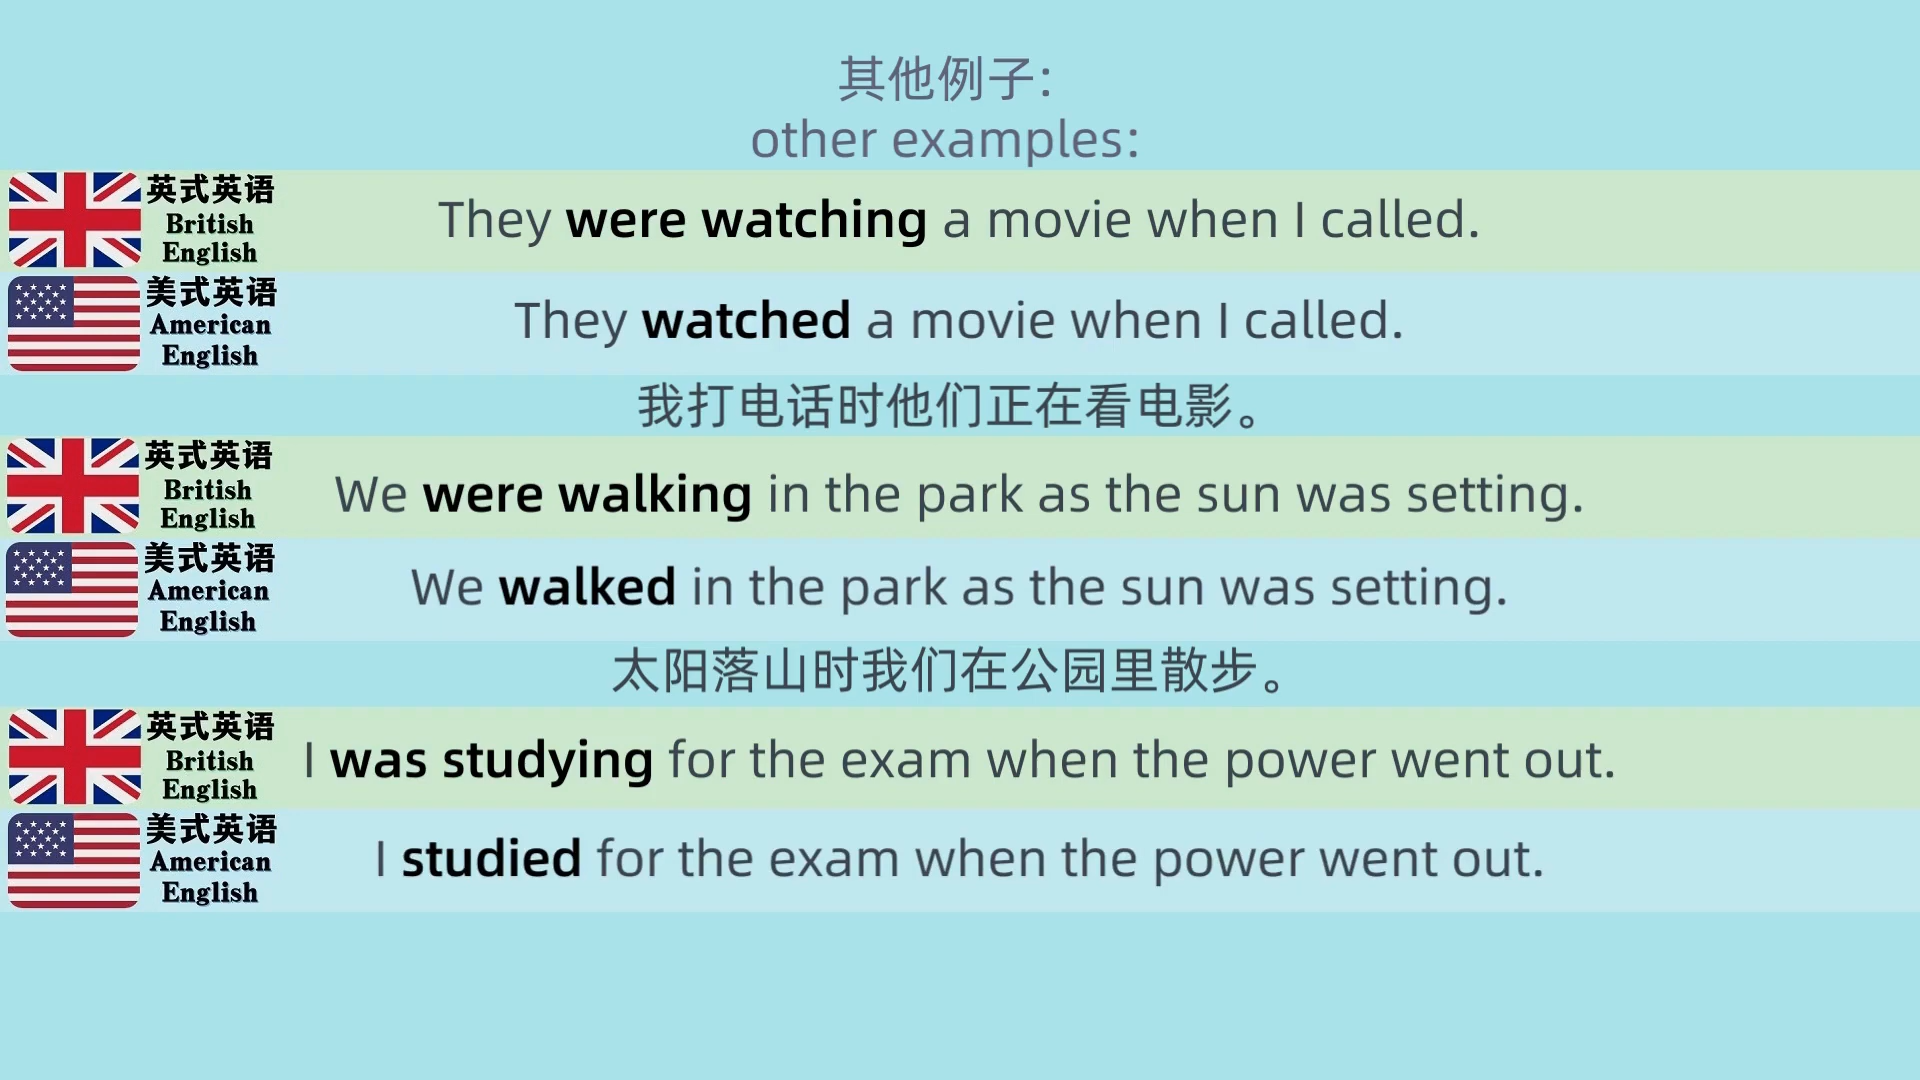 其他例子：
other examples:
英式英语
British
English
They were watching a movie when I called.
美式英语
American
English
They watched a movie when I called.
我打电话时他们正在看电影。
英式英语
British
English
We were walking in the park as the sun was setting.
美式英语
American
English
We walked in the park as the sun was setting.
太阳落山时我们在公园里散步。
英式英语
British
English
I was studying for the exam when the power went out.
美式英语
American
English
I studied for the exam when the power went out.